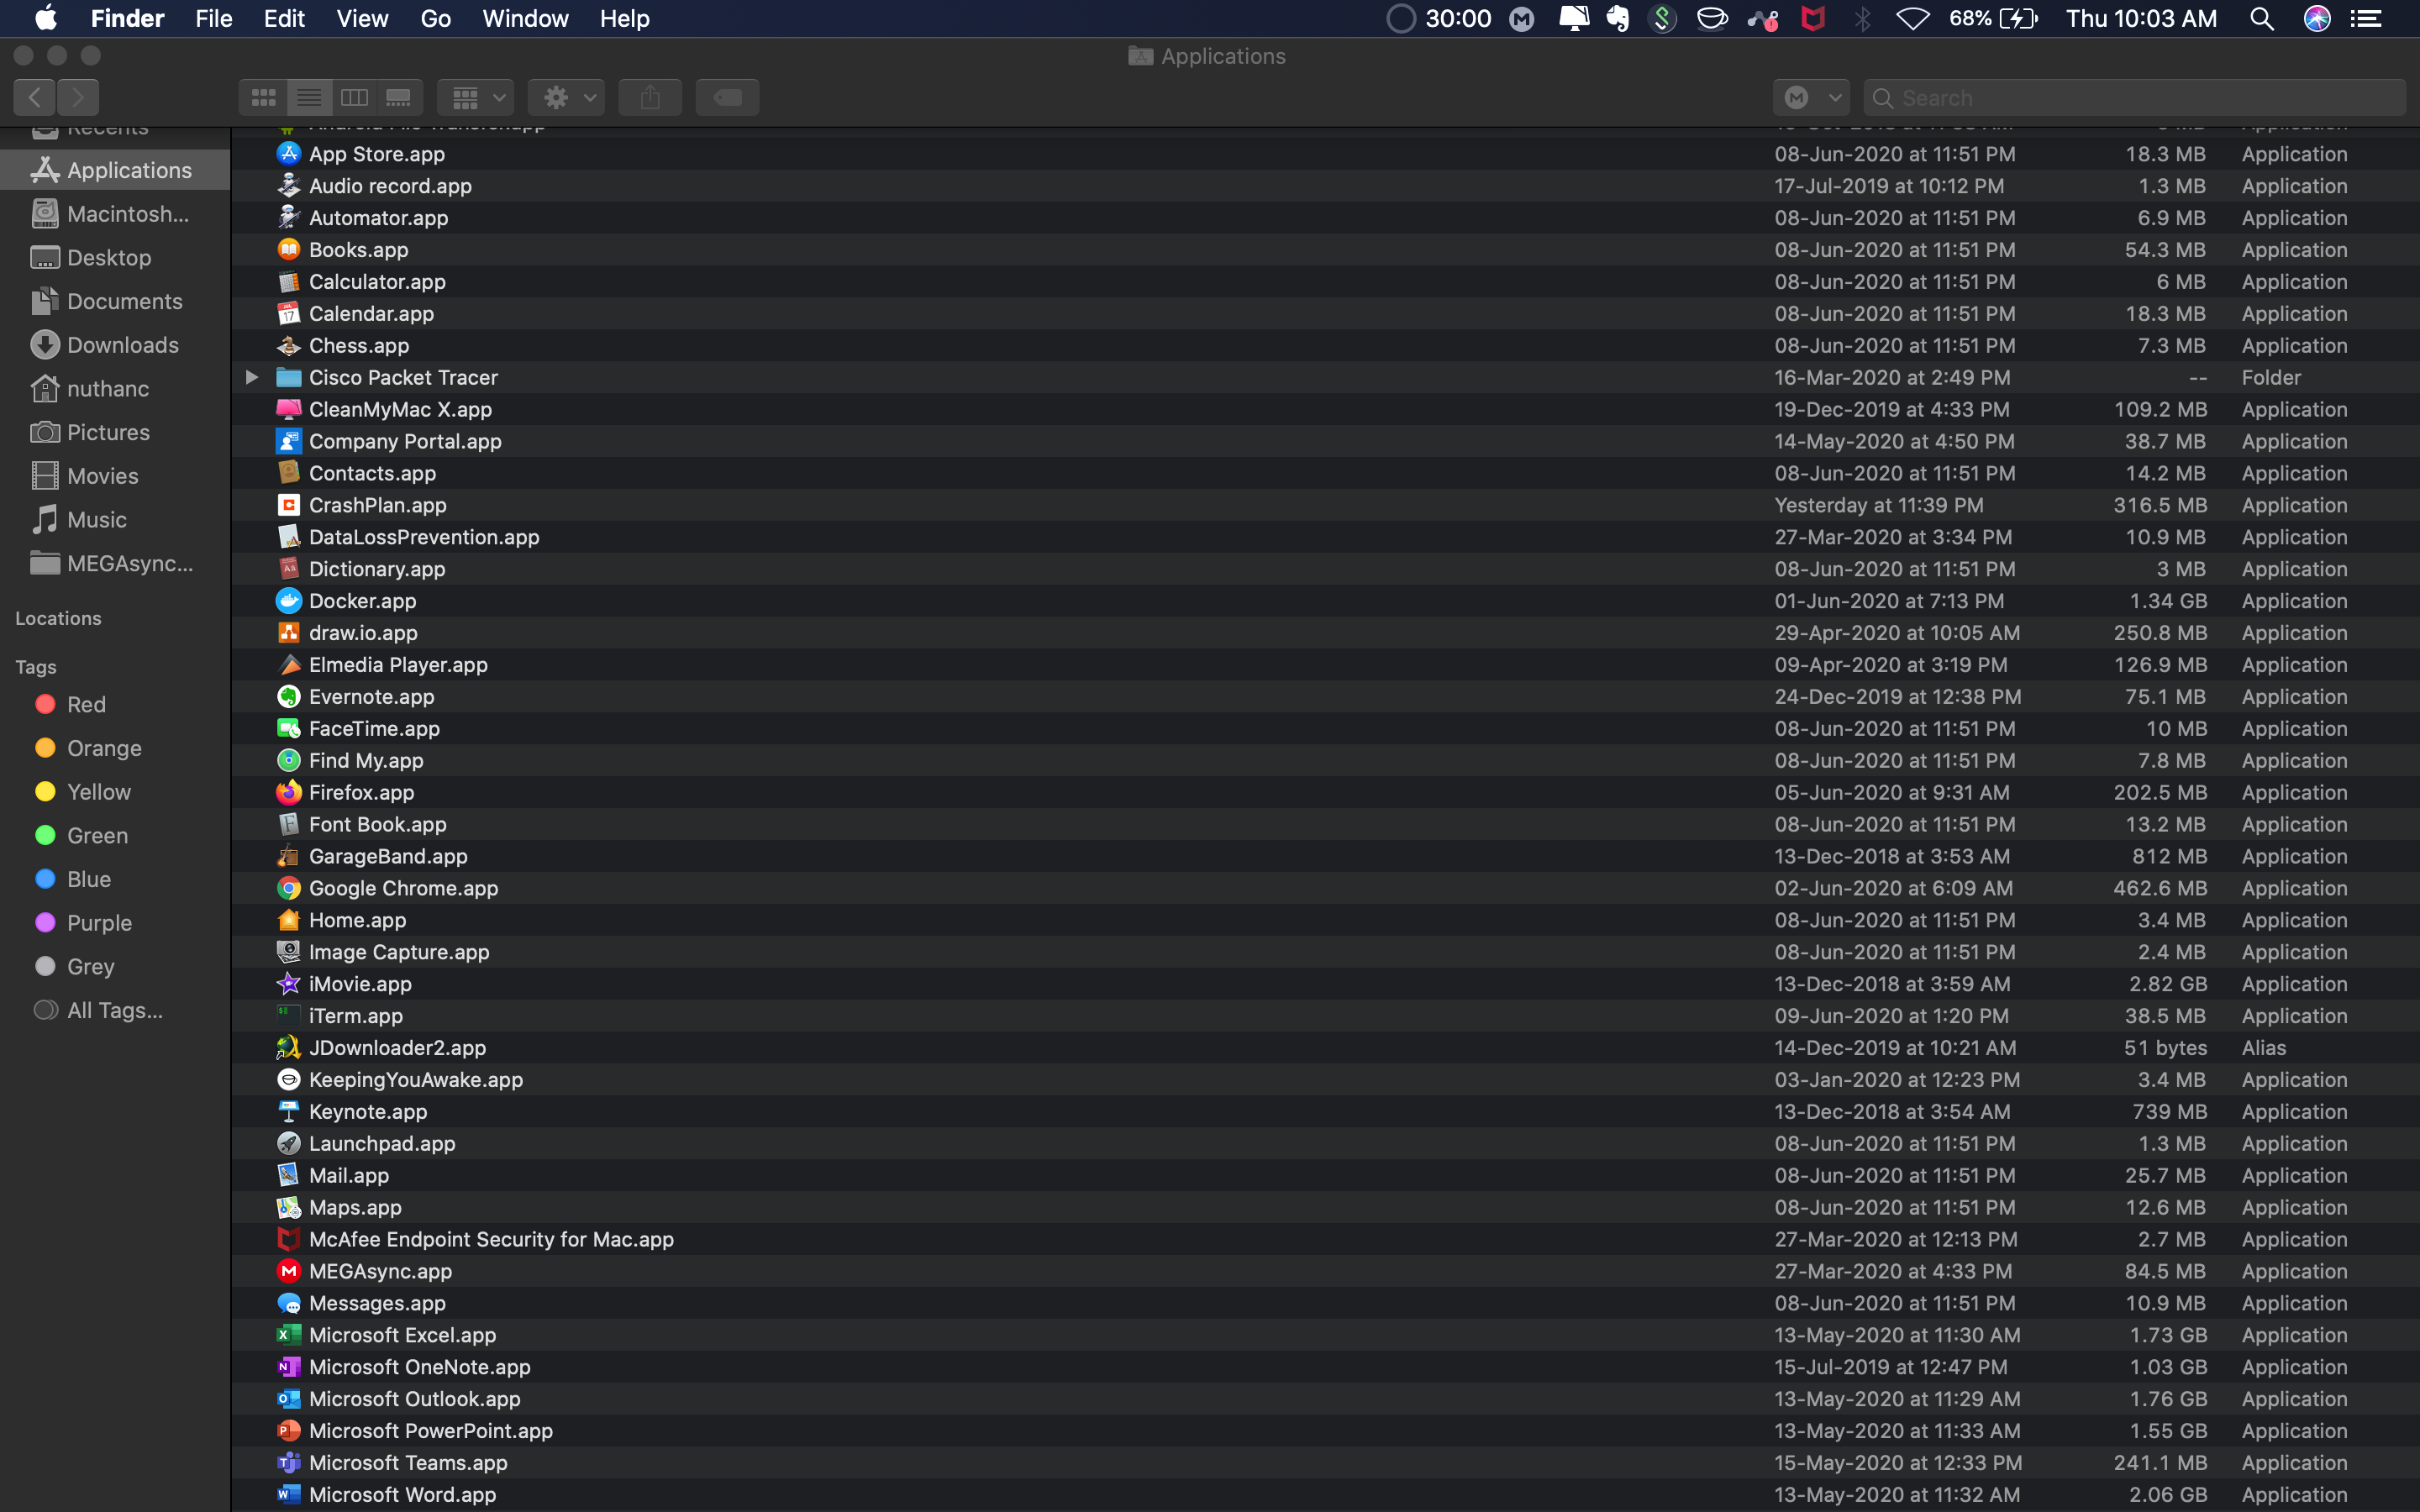 Finder File Edit View Go Window Help 30:00 68% Thu 10:03 AM
Applications
Search
Recents
Applications
Macintosh...
Desktop
Documents
Downloads
nuthanc
Pictures
Movies
Music
MEGAsync...
Locations
Tags
Red
Orange
Yellow
Green
Blue
Purple
Grey
All Tags...
App Store.app 08-Jun-2020 at 11:51 PM 18.3 MB Application
Audio record.app 17-Jul-2019 at 10:12 PM 1.3 MB Application
Automator.app 08-Jun-2020 at 11:51 PM 6.9 MB Application
Books.app 08-Jun-2020 at 11:51 PM 54.3 MB Application
Calculator.app 08-Jun-2020 at 11:51 PM 6 MB Application
Calendar.app 08-Jun-2020 at 11:51 PM 18.3 MB Application
Chess.app 08-Jun-2020 at 11:51 PM 7.3 MB Application
Cisco Packet Tracer 16-Mar-2020 at 2:49 PM -- Folder
CleanMyMac X.app 19-Dec-2019 at 4:33 PM 109.2 MB Application
Company Portal.app 14-May-2020 at 4:50 PM 38.7 MB Application
Contacts.app 08-Jun-2020 at 11:51 PM 14.2 MB Application
CrashPlan.app Yesterday at 11:39 PM 316.5 MB Application
DataLossPrevention.app 27-Mar-2020 at 3:34 PM 10.9 MB Application
Dictionary.app 08-Jun-2020 at 11:51 PM 3 MB Application
Docker.app 01-Jun-2020 at 7:13 PM 1.34 GB Application
draw.io.app 29-Apr-2020 at 10:05 AM 250.8 MB Application
Elmedia Player.app 09-Apr-2020 at 3:19 PM 126.9 MB Application
Evernote.app 24-Dec-2019 at 12:38 PM 75.1 MB Application
FaceTime.app 08-Jun-2020 at 11:51 PM 10 MB Application
Find My.app 08-Jun-2020 at 11:51 PM 7.8 MB Application
Firefox.app 05-Jun-2020 at 9:31 AM 202.5 MB Application
Font Book.app 08-Jun-2020 at 11:51 PM 13.2 MB Application
GarageBand.app 13-Dec-2018 at 3:53 AM 812 MB Application
Google Chrome.app 02-Jun-2020 at 6:09 AM 462.6 MB Application
Home.app 08-Jun-2020 at 11:51 PM 3.4 MB Application
Image Capture.app 08-Jun-2020 at 11:51 PM 2.4 MB Application
iMovie.app 13-Dec-2018 at 3:59 AM 2.82 GB Application
iTerm.app 09-Jun-2020 at 1:20 PM 38.5 MB Application
JDownloader2.app 14-Dec-2019 at 10:21 AM 51 bytes Alias
KeepingYouAwake.app 03-Jan-2020 at 12:23 PM 3.4 MB Application
Keynote.app 13-Dec-2018 at 3:54 AM 739 MB Application
Launchpad.app 08-Jun-2020 at 11:51 PM 1.3 MB Application
Mail.app 08-Jun-2020 at 11:51 PM 25.7 MB Application
Maps.app 08-Jun-2020 at 11:51 PM 12.6 MB Application
McAfee Endpoint Security for Mac.app 27-Mar-2020 at 12:13 PM 2.7 MB Application
MEGAsync.app 27-Mar-2020 at 4:33 PM 84.5 MB Application
Messages.app 08-Jun-2020 at 11:51 PM 10.9 MB Application
Microsoft Excel.app 13-May-2020 at 11:30 AM 1.73 GB Application
Microsoft OneNote.app 15-Jul-2019 at 12:47 PM 1.03 GB Application
Microsoft Outlook.app 13-May-2020 at 11:29 AM 1.76 GB Application
Microsoft PowerPoint.app 13-May-2020 at 11:33 AM 1.55 GB Application
Microsoft Teams.app 15-May-2020 at 12:33 PM 241.1 MB Application
Microsoft Word.app 13-May-2020 at 11:32 AM 2.06 GB Application